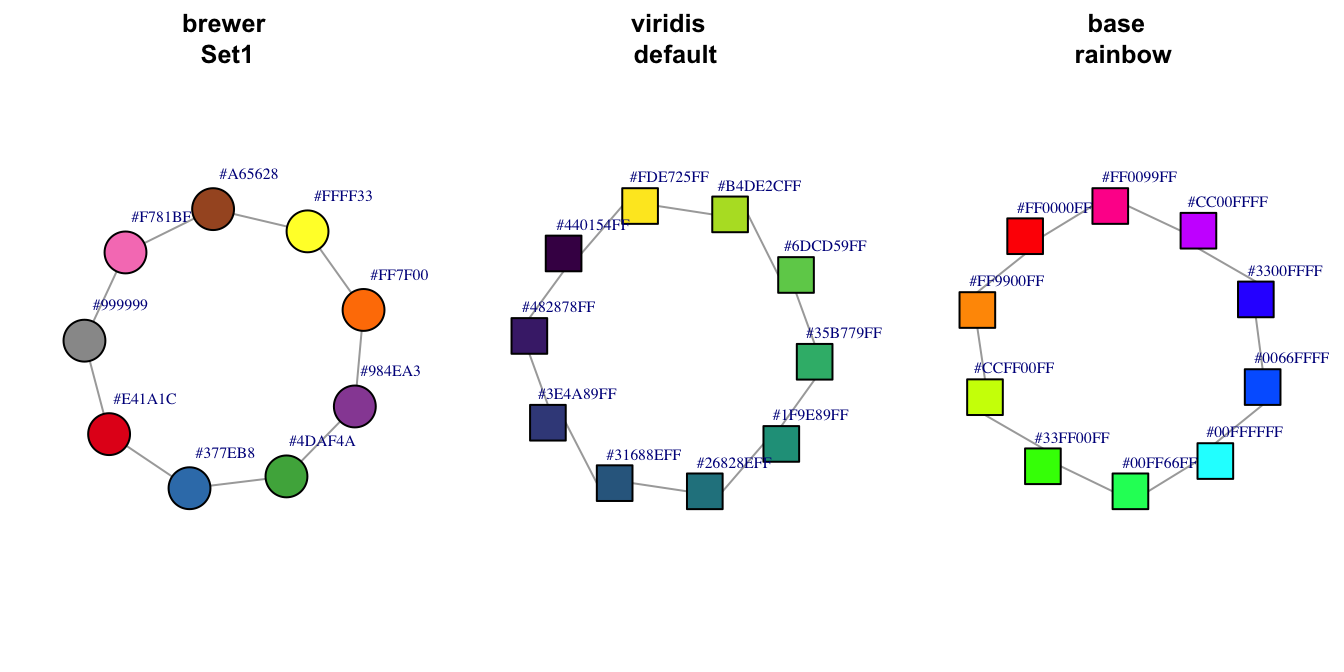 brewer
Set1
viridis
default
base
rainbow
#A65628
#FFFF33
#F781BF
#FF7F00
#999999
#984EA3
#E41A1C
#4DAF4A
#377EB8
#FDE725FF
#B4DE2CFF
#440154FF
#6DCD59FF
#482878FF
#35B779FF
#3E4A89FF
#1F9E89FF
#31688EFF
#26828EFF
#FF0099FF
#CC00FFFF
#FF0000FF
#3300FFFF
#FF9900FF
#0066FFFF
#CCFF00FF
#00FFFFFF
#33FF00FF
#00FF66FF